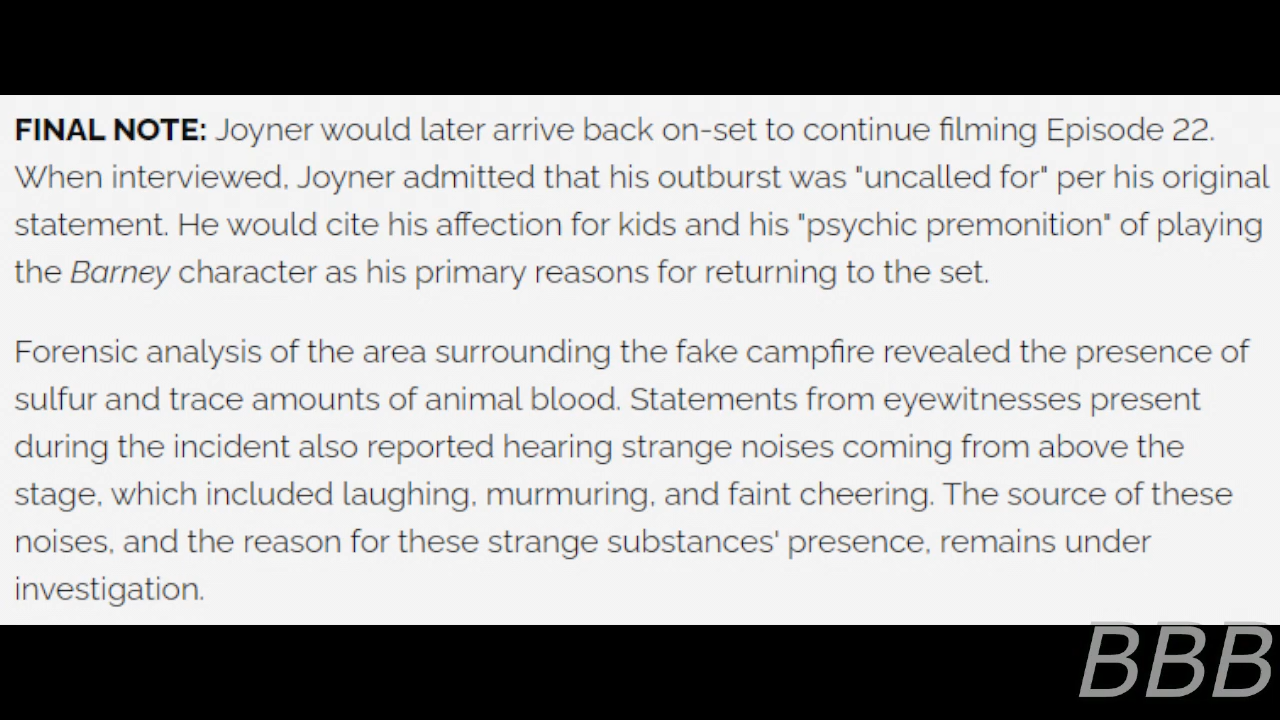 FINAL NOTE: Joyner would later arrive back on-set to continue filming Episode 22.
When interviewed, Joyner admitted that his outburst was "uncalled for" per his original
statement. He would cite his affection for kids and his "psychic premonition" of playing
the Barney character as his primary reasons for returning to the set.
Forensic analysis of the area surrounding the fake campfire revealed the presence of
sulfur and trace amounts of animal blood. Statements from eyewitnesses present
during the incident also reported hearing strange noises coming from above the
stage, which included laughing, murmuring, and faint cheering. The source of these
noises, and the reason for these strange substances' presence, remains under
investigation.
BBB